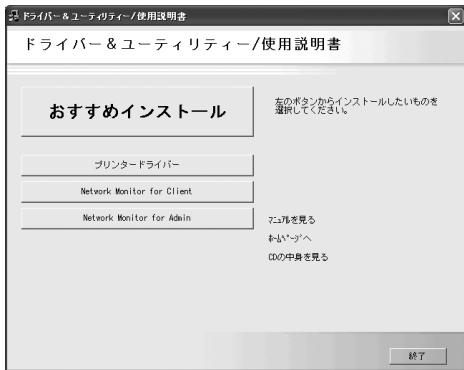 ドライバー＆ユーティリティー/使用説明書
ドライバー＆ユーティリティー/使用説明書
おすすめインストール
左のボタンからインストールしたいものを
選択してください。
プリンタードライバー
Network Monitor for Client
Network Monitor for Admin
ﾏﾆｭｱﾙを見る
ﾎｰﾑﾍﾟｰｼﾞへ
CDの中身を見る
終了